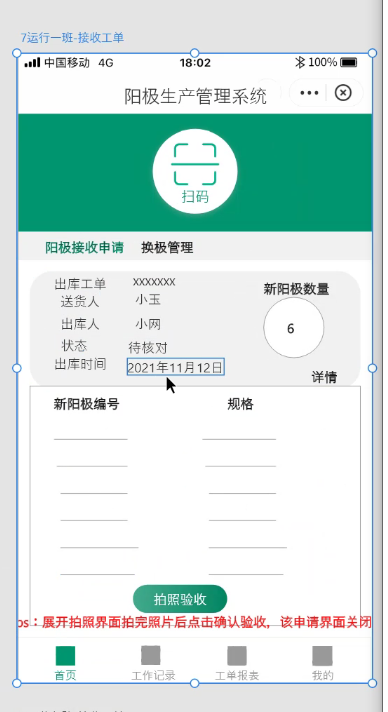 7运行一班-接收工单
中国移动 4G 18:02 100%
阳极生产管理系统
扫码
阳极接收申请 换极管理
出库工单 XXXXXXX
送货人 小玉
出库人 小网
状态 待核对
出库时间 2021年11月12日
新阳极数量
6
详情
新阳极编号 规格
拍照验收
ps：展开拍照界面拍完照片后点击确认验收，该申请界面关闭
首页 工作记录 工单报表 我的